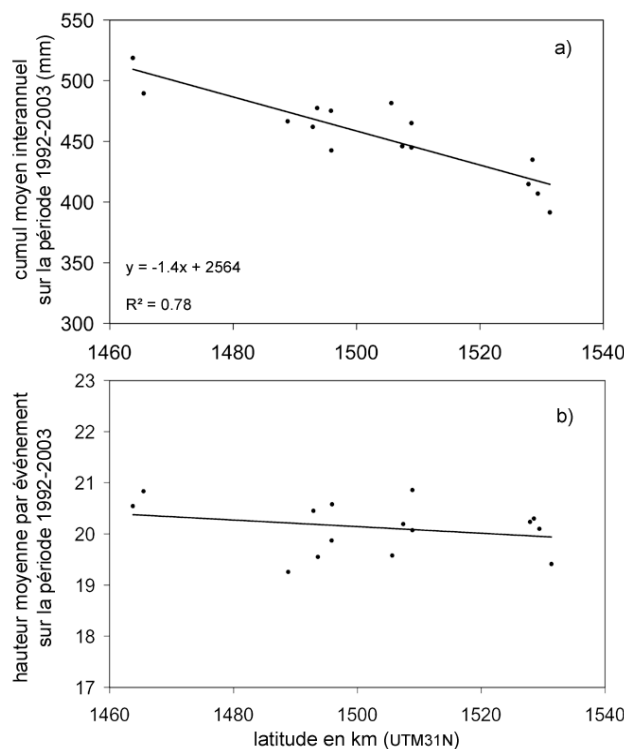 cumul moyen interannuel
sur la période 1992-2003 (mm)
550
500
450
400
350
300
a)
y = -1.4x + 2564
R² = 0.78
1460 1480 1500 1520 1540
hauteur moyenne par événement
sur la période 1992-2003
23
22
21
20
19
18
17
b)
1460 1480 1500 1520 1540
latitude en km (UTM31N)